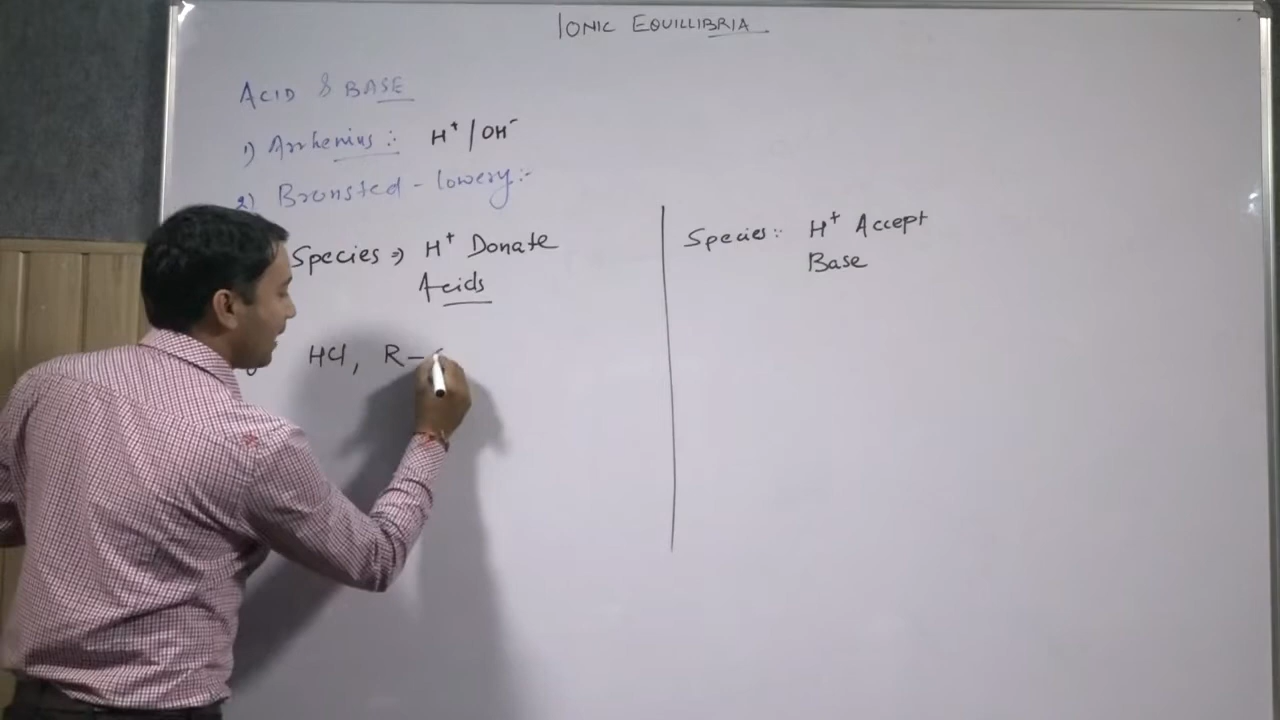 IONIC EQUILLIBRIA
ACID & BASE
1) Arrhenius :- H⁺ / OH⁻
2) Bronsted - lowery :-
Species ⇒ H⁺ Donate
Acids
HCl, R –
Species :- H⁺ Accept
Base